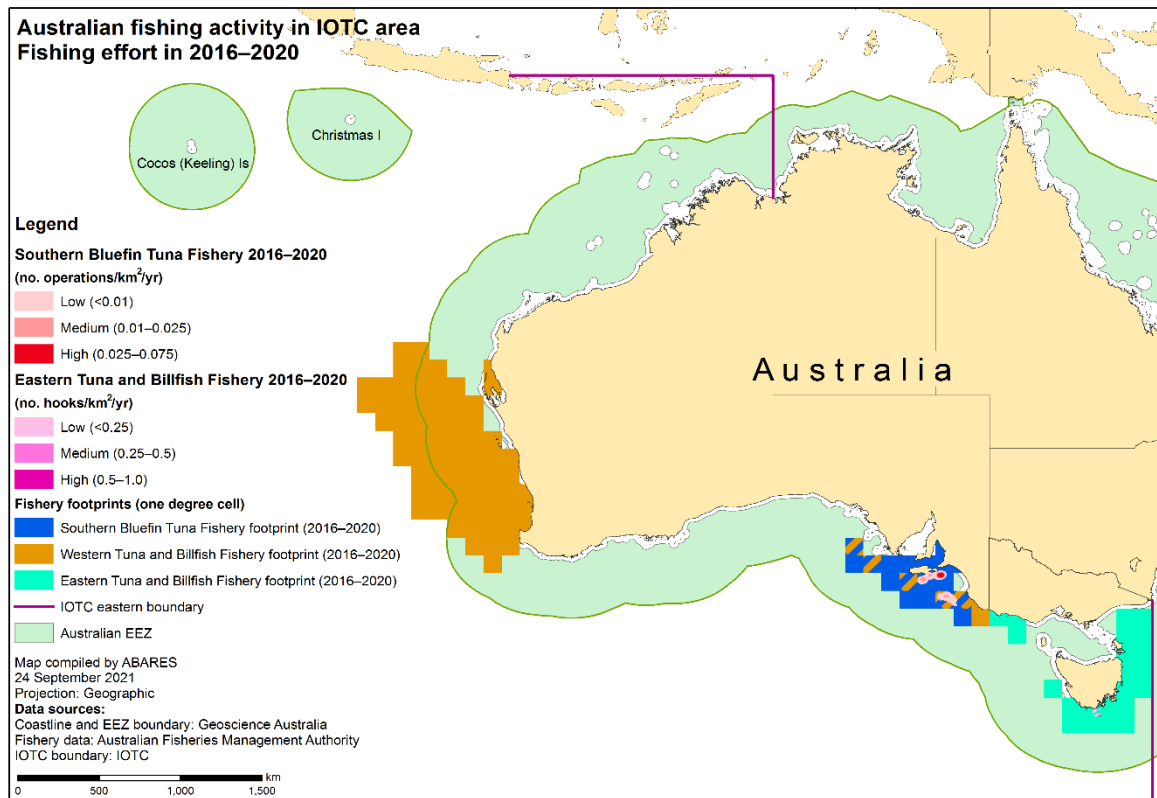 Australian fishing activity in IOTC area
Fishing effort in 2016–2020
Cocos (Keeling) Is
Christmas I
Australia
Legend
Southern Bluefin Tuna Fishery 2016–2020
(no. operations/km²/yr)
Low (<0.01)
Medium (0.01–0.025)
High (0.025–0.075)
Eastern Tuna and Billfish Fishery 2016–2020
(no. hooks/km²/yr)
Low (<0.25)
Medium (0.25–0.5)
High (0.5–1.0)
Fishery footprints (one degree cell)
Southern Bluefin Tuna Fishery footprint (2016–2020)
Western Tuna and Billfish Fishery footprint (2016–2020)
Eastern Tuna and Billfish Fishery footprint (2016–2020)
IOTC eastern boundary
Australian EEZ
Map compiled by ABARES
24 September 2021
Projection: Geographic
Data sources:
Coastline and EEZ boundary: Geoscience Australia
Fishery data: Australian Fisheries Management Authority
IOTC boundary: IOTC
km
0 500 1,000 1,500